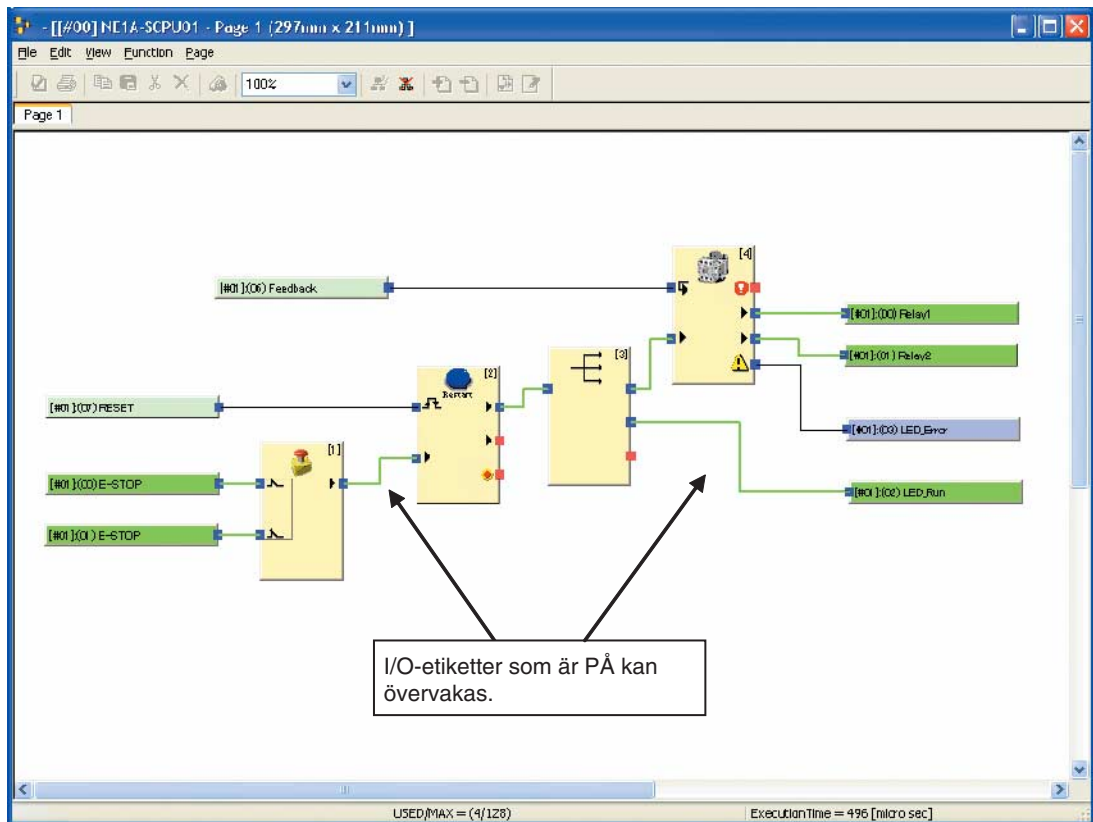 - [[#00] NE1A-SCPU01 - Page 1 (297mm x 211mm) ]
File Edit View Function Page
100%
Page 1
[4]
[#01]:(06) Feedback
[#01]:(00) Relay1
[3]
[#01]:(01) Relay2
[2]
Restart
[#01]:(07) RESET
[#01]:(03) LED_Error
[1]
[#01]:(00) E-STOP
[#01]:(02) LED_Run
[#01]:(01) E-STOP
I/O-etiketter som är PÅ kan
övervakas.
USED/MAX = (4/128)
ExecutionTime = 496 [micro sec]